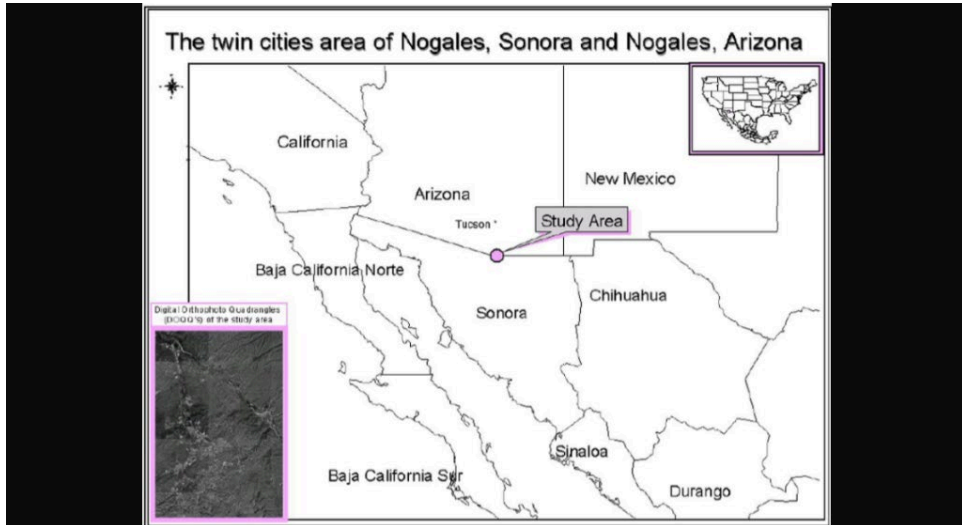 The twin cities area of Nogales, Sonora and Nogales, Arizona
California
Arizona
New Mexico
Tucson
Study Area
Baja California Norte
Sonora
Chihuahua
Digital Orthophoto Quadrangles
(DOQQ's) of the study area
Sinaloa
Baja California Sur
Durango